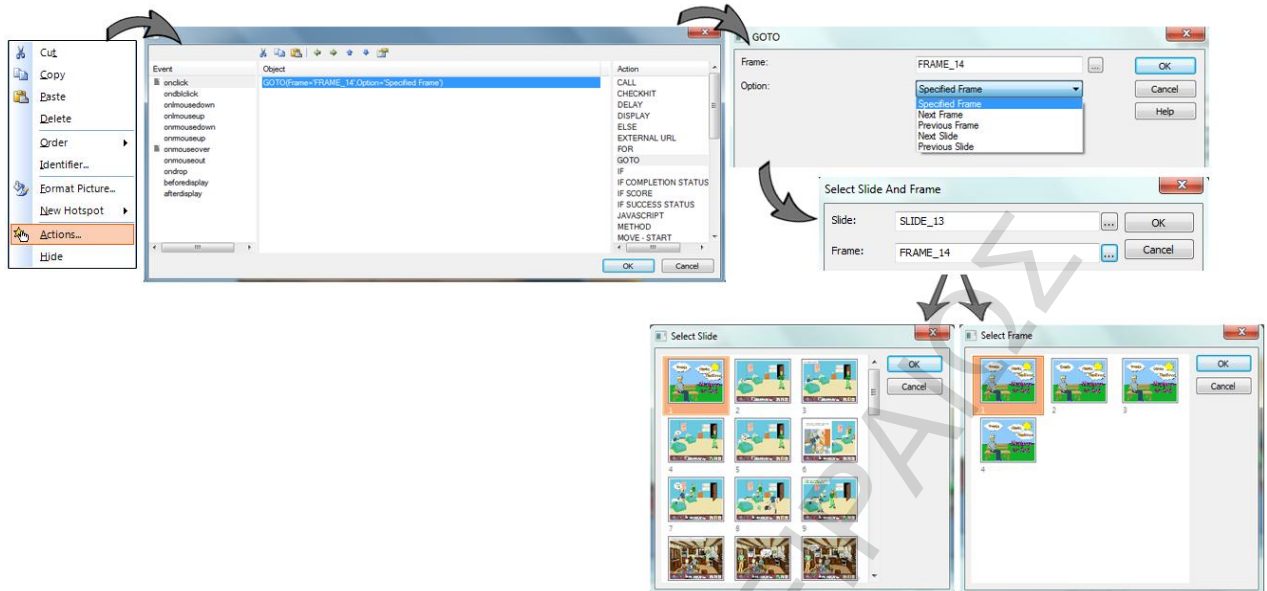 Cut
Copy
Paste
Delete
Order
Identifier...
Format Picture...
New Hotspot
Actions...
Hide
Event
onclick
ondblclick
onlmousedown
onlmouseup
onmousedown
onmouseup
onmouseover
onmouseout
ondrop
beforedisplay
afterdisplay
Object
GOTO(Frame='FRAME_14',Option='Specified Frame')
Action
CALL
CHECKHIT
DELAY
DISPLAY
ELSE
EXTERNAL URL
FOR
GOTO
IF
IF COMPLETION STATUS
IF SCORE
IF SUCCESS STATUS
JAVASCRIPT
METHOD
MOVE - START
OK Cancel
GOTO
Frame: FRAME_14 ... OK
Option: Specified Frame Cancel
Specified Frame
Next Frame Help
Previous Frame
Next Slide
Previous Slide
Select Slide And Frame
Slide: SLIDE_13 ... OK
Frame: FRAME_14 ... Cancel
Select Slide
OK
Cancel
1 2 3
4 5 6
7 8 9
Select Frame
OK
Cancel
1 2 3
4